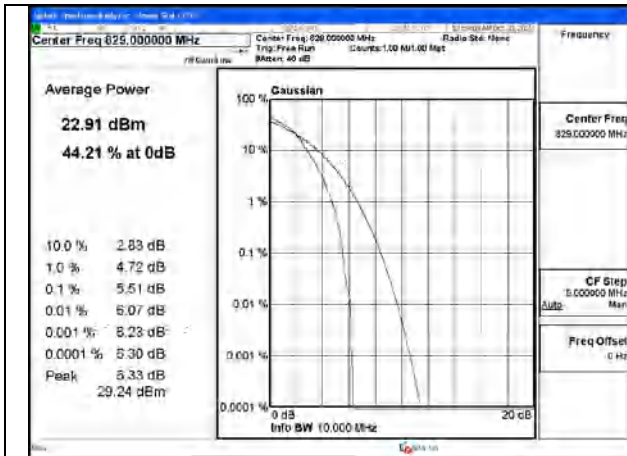 Center Freq 829.000000 MHz
Center Freq: 829.000000 MHz
Radio Std: None
Trig: Free Run
Counts: 1.00 M/1.00 Mpt
#Atten: 40 dB
Frequency
Average Power
22.91 dBm
44.21 % at 0dB
10.0 % 2.83 dB
1.0 % 4.72 dB
0.1 % 5.51 dB
0.01 % 6.07 dB
0.001 % 6.23 dB
0.0001 % 6.30 dB
Peak 6.33 dB
29.24 dBm
Gaussian
100 %
10 %
1 %
0.1 %
0.01 %
0.001 %
0.0001 %
0 dB
20 dB
Info BW 10.000 MHz
Center Freq
829.000000 MHz
CF Step
5.000000 MHz
Auto Man
Freq Offset
0 Hz